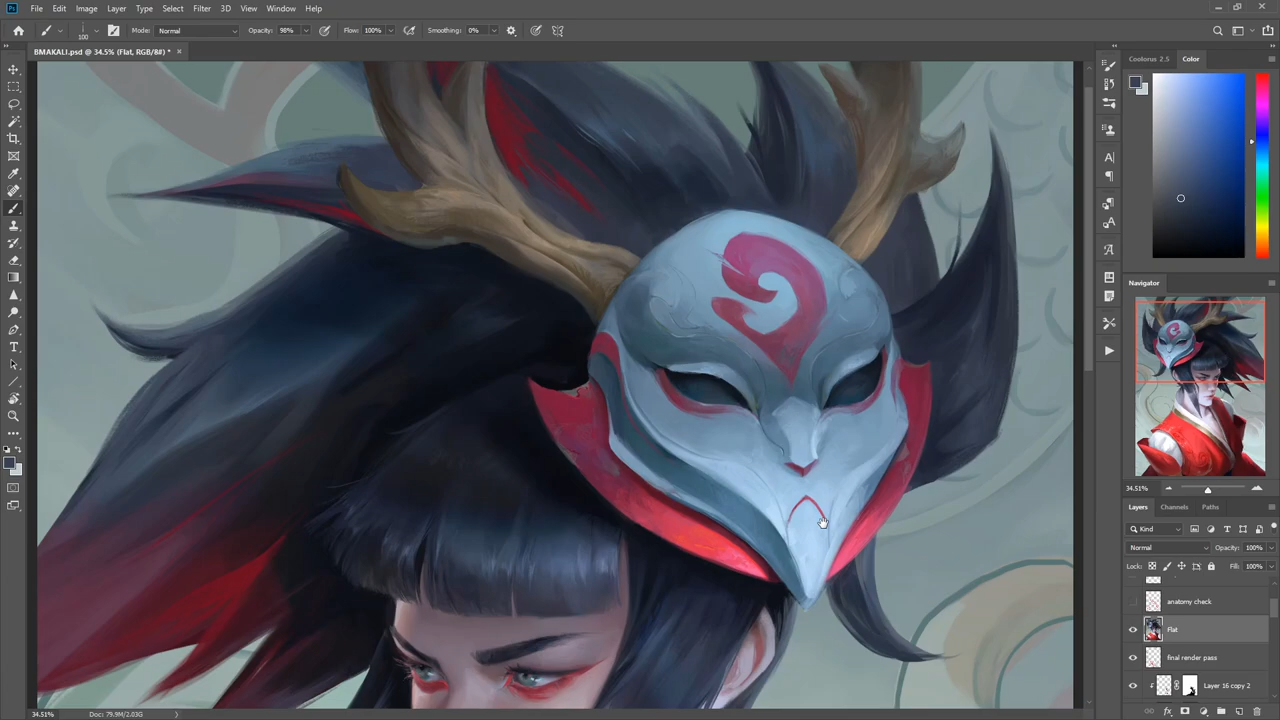 Ps File Edit Image Layer Type Select Filter 3D View Window Help
100 Mode: Normal Opacity: 98% Flow: 100% Smoothing: 0%
BMAKALI.psd @ 34.5% (Flat, RGB/8#) * ×
Coolorus 2.5 Color
Navigator
34.51%
Layers Channels Paths
Kind
Normal Opacity: 100%
Lock: Fill: 100%
anatomy check
Flat
final render pass
Layer 16 copy 2
34.51% Doc: 79.9M/2.03G